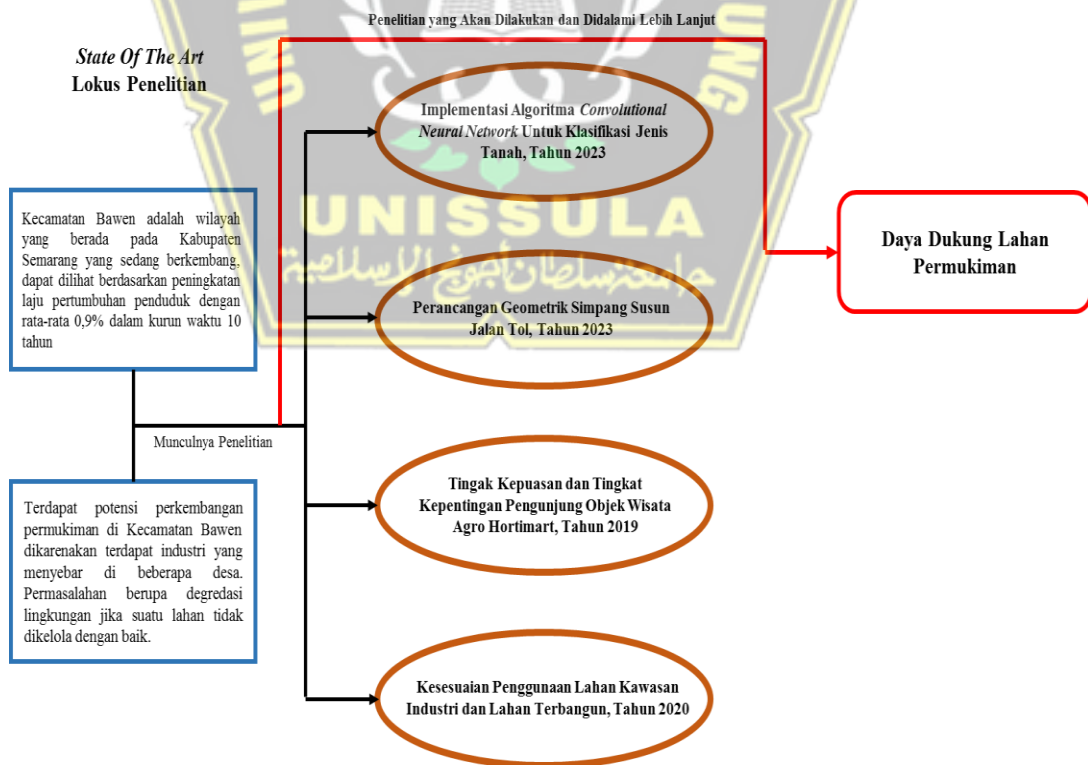 Penelitian yang Akan Dilakukan dan Didalami Lebih Lanjut
State Of The Art
Lokus Penelitian
Implementasi Algoritma Convolutional
Neural Network Untuk Klasifikasi Jenis
Tanah, Tahun 2023
Kecamatan Bawen adalah wilayah
yang berada pada Kabupaten
Semarang yang sedang berkembang,
dapat dilihat berdasarkan peningkatan
laju pertumbuhan penduduk dengan
rata-rata 0,9% dalam kurun waktu 10
tahun
UNISSULA
جامعتسلطان أجونج الإسلامية
Daya Dukung Lahan
Permukiman
Perancangan Geometrik Simpang Susun
Jalan Tol, Tahun 2023
Munculnya Penelitian
Terdapat potensi perkembangan
permukiman di Kecamatan Bawen
dikarenakan terdapat industri yang
menyebar di beberapa desa.
Permasalahan berupa degredasi
lingkungan jika suatu lahan tidak
dikelola dengan baik.
Tingak Kepuasan dan Tingkat
Kepentingan Pengunjung Objek Wisata
Agro Hortimart, Tahun 2019
Kesesuaian Penggunaan Lahan Kawasan
Industri dan Lahan Terbangun, Tahun 2020